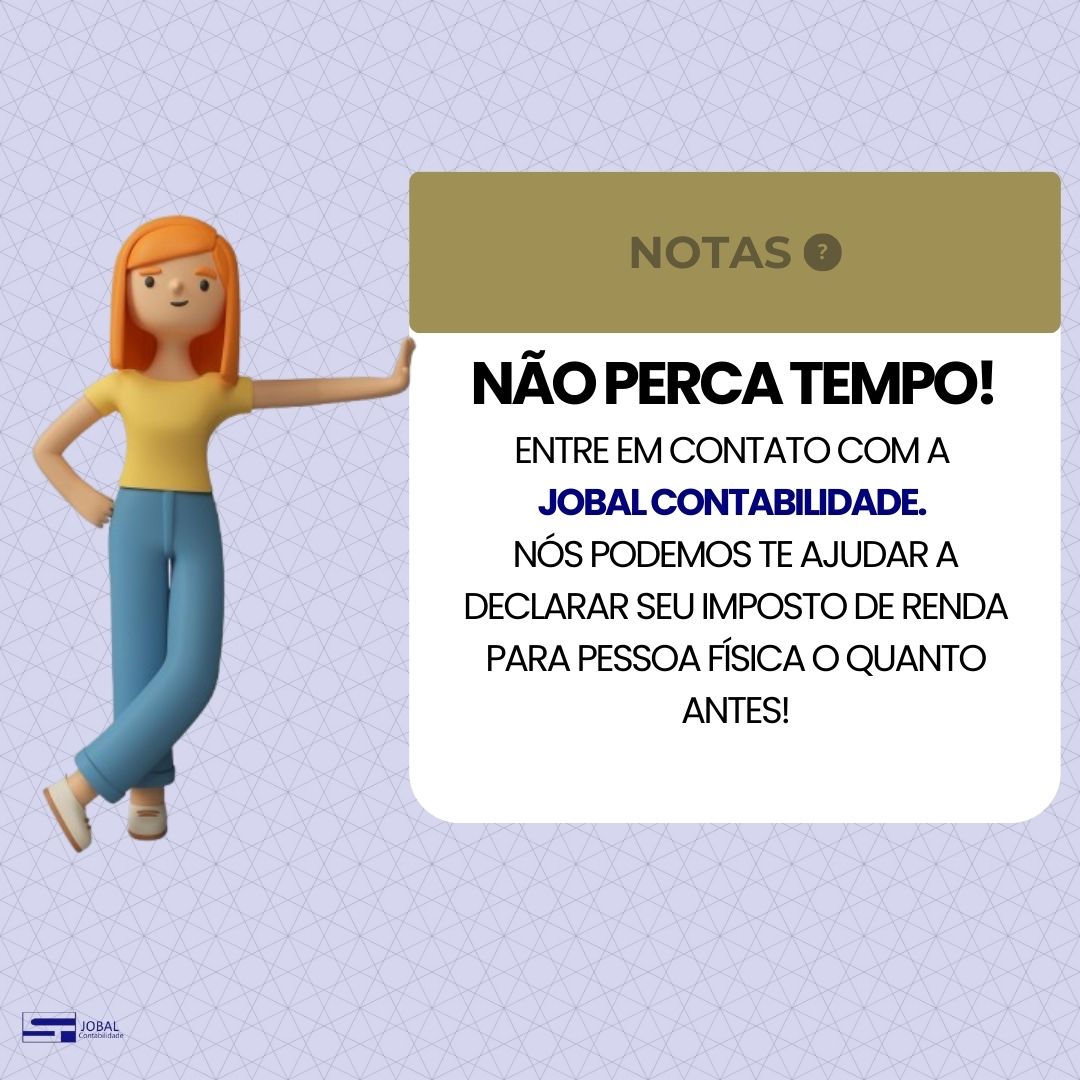 NOTAS ?
NÃO PERCA TEMPO!
ENTRE EM CONTATO COM A
JOBAL CONTABILIDADE.
NÓS PODEMOS TE AJUDAR A
DECLARAR SEU IMPOSTO DE RENDA
PARA PESSOA FÍSICA O QUANTO
ANTES!
JOBAL
Contabilidade